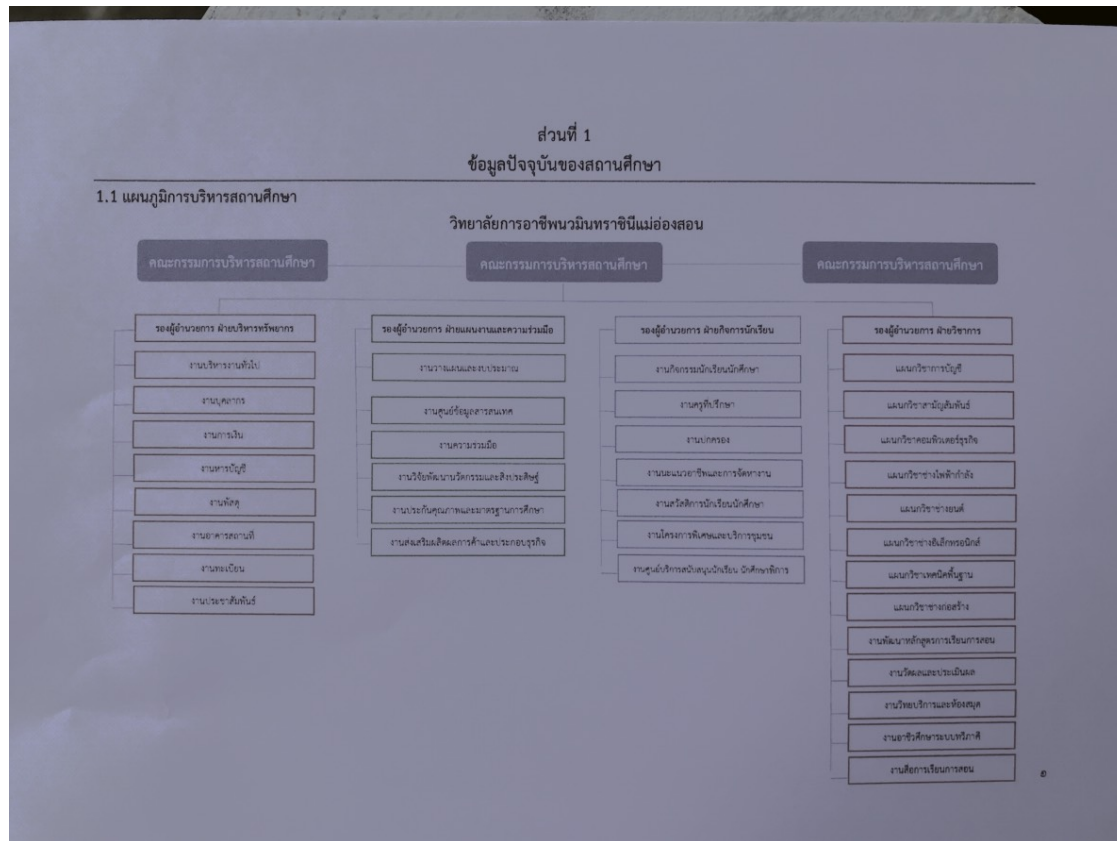 ส่วนที่ 1
ข้อมูลปัจจุบันของสถานศึกษา
1.1 แผนภูมิการบริหารสถานศึกษา
วิทยาลัยการอาชีพนวมินทราชินีแม่ฮ่องสอน
คณะกรรมการบริหารสถานศึกษา
คณะกรรมการบริหารสถานศึกษา
คณะกรรมการบริหารสถานศึกษา
รองผู้อำนวยการ ฝ่ายบริหารทรัพยากร
งานบริหารงานทั่วไป
งานบุคลากร
งานการเงิน
งานหารบัญชี
งานพัสดุ
งานอาคารสถานที่
งานทะเบียน
งานประชาสัมพันธ์
รองผู้อำนวยการ ฝ่ายแผนงานและความร่วมมือ
งานวางแผนและงบประมาณ
งานศูนย์ข้อมูลสารสนเทศ
งานความรวมมือ
งานวิจัยพัฒนานวัตกรรมและสิ่งประดิษฐ์
งานประกันคุณภาพและมาตรฐานการศึกษา
งานส่งเสริมผลิตผลการค้าและประกอบธุรกิจ
รองผู้อำนวยการ ฝ่ายกิจการนักเรียน
งานกิจกรรมนักเรียนนักศึกษา
งานครูที่ปรึกษา
งานปกครอง
งานแนะแนวอาชีพและการจัดหางาน
งานสวัสดิการนักเรียนนักศึกษา
งานโครงการพิเศษและบริการชุมชน
งานศูนย์บริการสนับสนุนนักเรียน นักศึกษาพิการ
รองผู้อำนวยการ ฝ่ายวิชาการ
แผนกวิชาการบัญชี
แผนกวิชาสามัญสัมพันธ์
แผนกวิชาคอมพิวเตอร์ธุรกิจ
แผนกวิชาช่างไฟฟ้ากำลัง
แผนกวิชาช่างยนต์
แผนกวิชาช่างอิเล็กทรอนิกส์
แผนกวิชาเทคนิคพื้นฐาน
แผนกวิชาชางกอสร้าง
งานพัฒนาหลักสูตรการเรียนการสอน
งานวัดผลและประเมินผล
งานวิทยบริการและห้องสมุด
งานอาชีวศึกษาระบบทวิภาคี
งานสื่อการเรียนการสอน